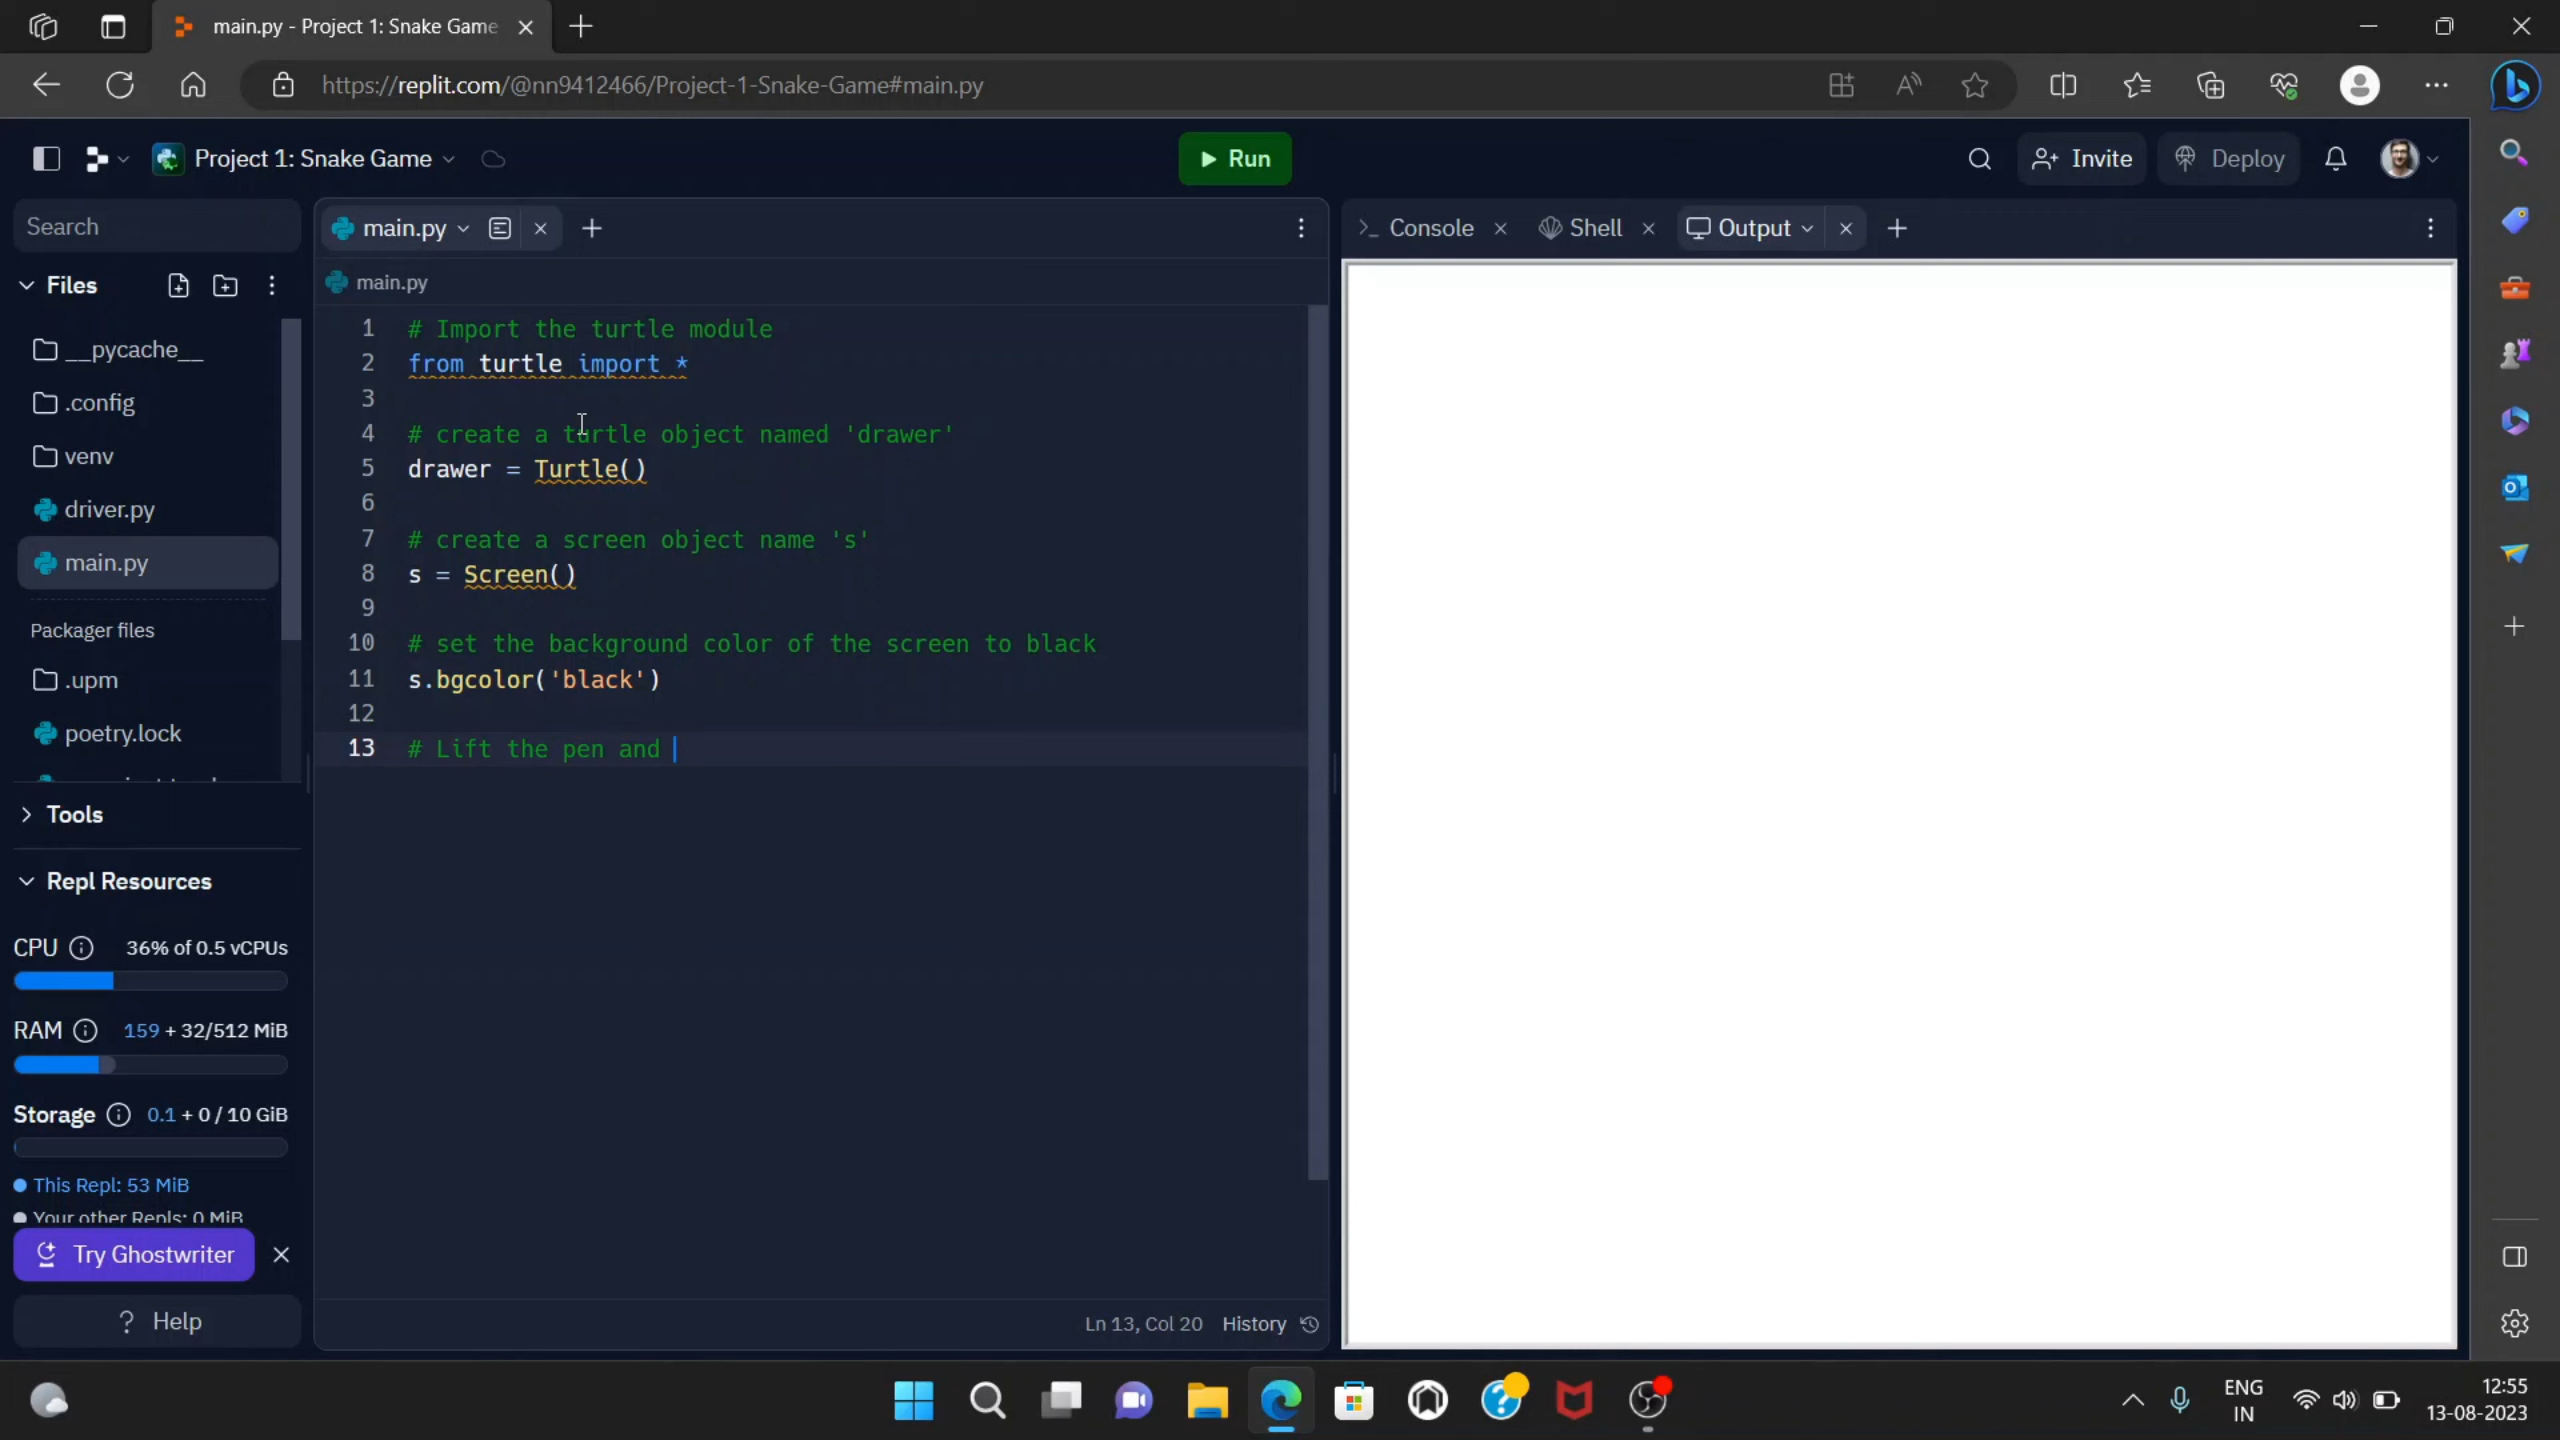 main.py - Project 1: Snake Game
https://replit.com/@nn9412466/Project-1-Snake-Game#main.py
Project 1: Snake Game
Run
Invite
Deploy
Search
Files
__pycache__
.config
venv
driver.py
main.py
Packager files
.upm
poetry.lock
Tools
Repl Resources
CPU 36% of 0.5 vCPUs
RAM 159 + 32/512 MiB
Storage 0.1 + 0 / 10 GiB
This Repl: 53 MiB
Your other Repls: 0 MiB
Try Ghostwriter
? Help
main.py
main.py
1 # Import the turtle module
2 from turtle import *
3
4 # create a turtle object named 'drawer'
5 drawer = Turtle()
6
7 # create a screen object name 's'
8 s = Screen()
9
10 # set the background color of the screen to black
11 s.bgcolor('black')
12
13 # Lift the pen and
Ln 13, Col 20 History
Console
Shell
Output
ENG
IN
12:55
13-08-2023